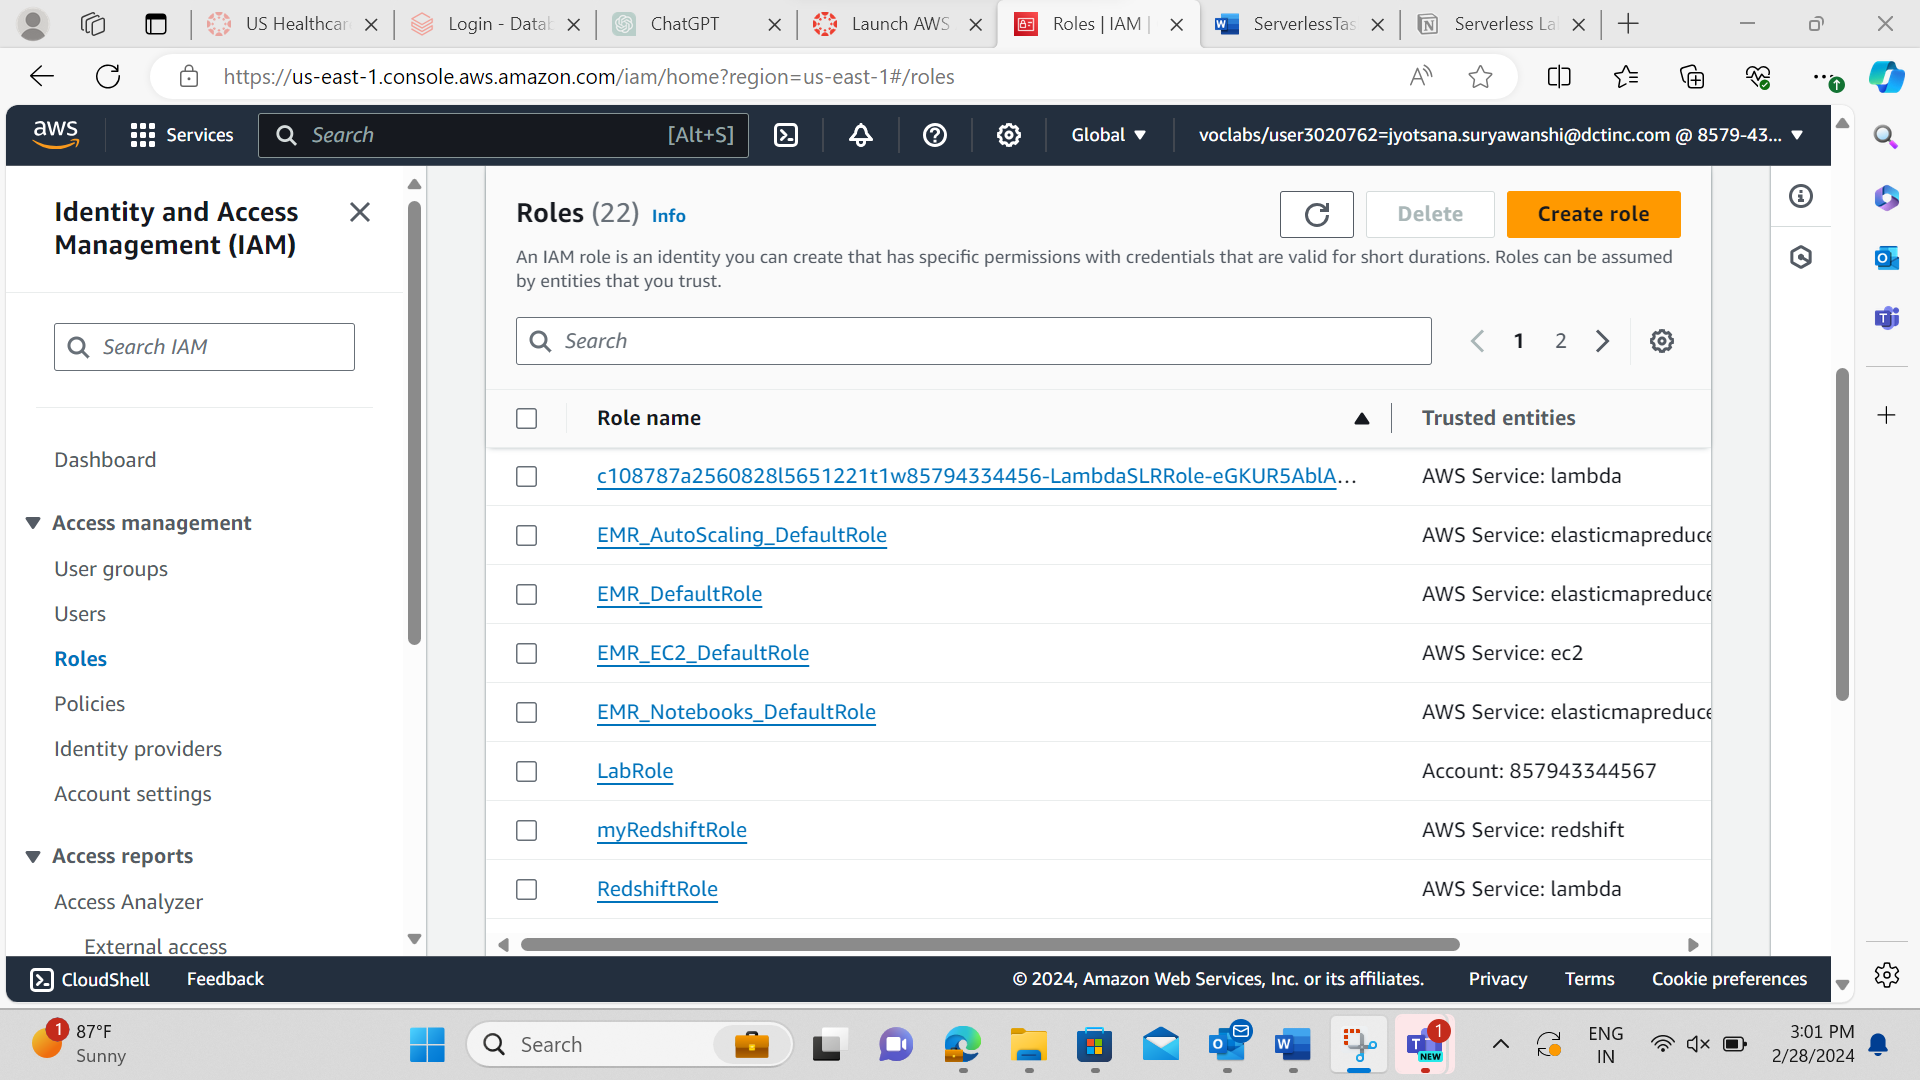 US Healthcar
Login - Datab
ChatGPT
Launch AWS
Roles | IAM |
ServerlessTas
Serverless La
https://us-east-1.console.aws.amazon.com/iam/home?region=us-east-1#/roles
aws
Services
Search
[Alt+S]
Global
voclabs/user3020762=jyotsana.suryawanshi@dctinc.com @ 8579-43...
Identity and Access
Management (IAM)
Search IAM
Dashboard
Access management
User groups
Users
Roles
Policies
Identity providers
Account settings
Access reports
Access Analyzer
External access
Roles (22) Info
Delete
Create role
An IAM role is an identity you can create that has specific permissions with credentials that are valid for short durations. Roles can be assumed
by entities that you trust.
Search
1 2
Role name Trusted entities
c108787a2560828l5651221t1w85794334456-LambdaSLRRole-eGKUR5AblA... AWS Service: lambda
EMR_AutoScaling_DefaultRole AWS Service: elasticmapreduce
EMR_DefaultRole AWS Service: elasticmapreduce
EMR_EC2_DefaultRole AWS Service: ec2
EMR_Notebooks_DefaultRole AWS Service: elasticmapreduce
LabRole Account: 857943344567
myRedshiftRole AWS Service: redshift
RedshiftRole AWS Service: lambda
CloudShell Feedback © 2024, Amazon Web Services, Inc. or its affiliates. Privacy Terms Cookie preferences
1
87°F
Sunny
Search
1
NEW
ENG
IN
3:01 PM
2/28/2024